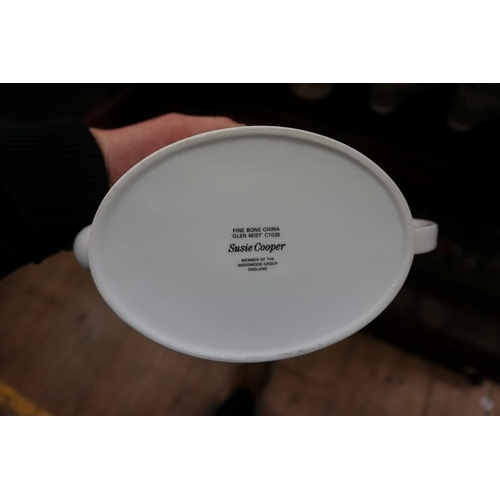 FINE BONE CHINA
'GLEN MIST' C1035
Susie Cooper
MEMBER OF THE
WEDGWOOD GROUP
ENGLAND